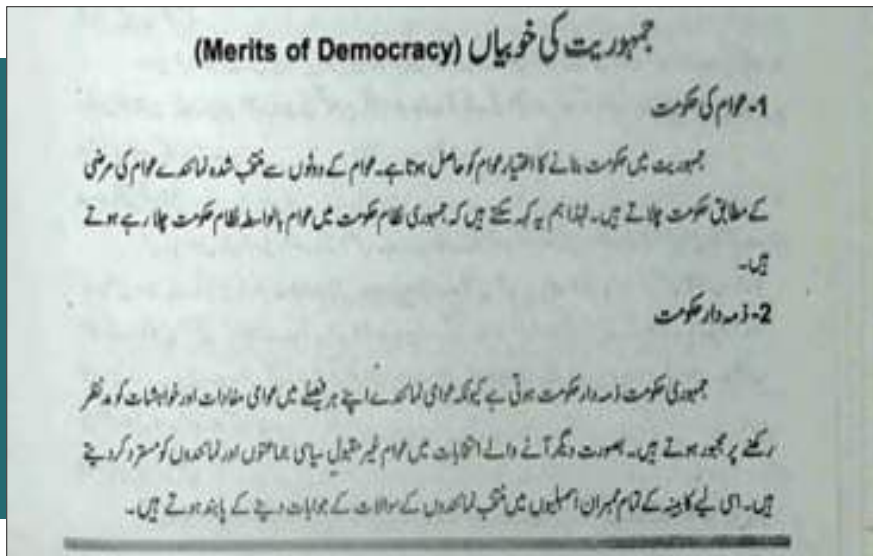 جمہوریت کی خوبیاں (Merits of Democracy)
1- عوام کی حکومت
جمہوریت میں حکومت بنانے کا اختیار عوام کو حاصل ہوتا ہے۔ عوام کے ووٹوں سے منتخب شدہ نمائندے عوام کی مرضی
کے مطابق حکومت چلاتے ہیں۔ لہٰذا ہم یہ کہہ سکتے ہیں کہ جمہوری نظام حکومت میں عوام بالواسطہ نظام حکومت چلا رہے ہوتے
ہیں۔
2- ذمہ دار حکومت
جمہوری حکومت ذمہ دار حکومت ہوتی ہے کیونکہ عوامی نمائندے اپنے ہر فیصلے میں عوامی مفادات اور خواہشات کو مدنظر
رکھنے پر مجبور ہوتے ہیں۔ بصورت دیگر آنے والے انتخابات میں عوام غیر مقبول سیاسی جماعتوں اور نمائندوں کو مسترد کر دیتے
ہیں۔ اسی لیے کابینہ کے تمام ممبران اسمبلیوں میں منتخب نمائندوں کے سوالات کے جوابات دینے کے پابند ہوتے ہیں۔